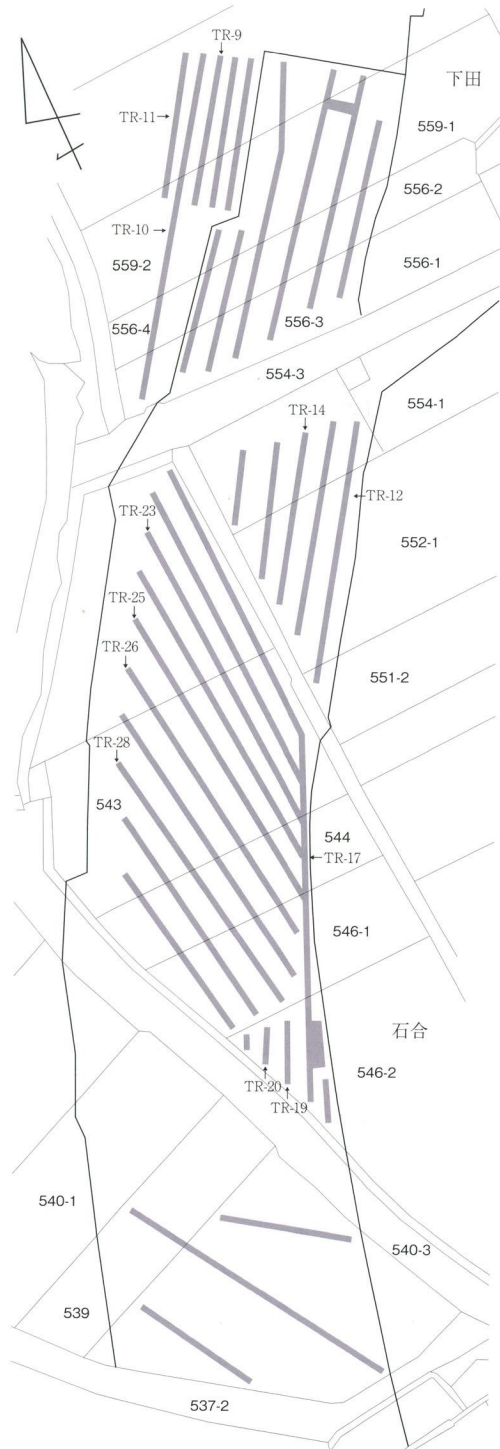 TR-9
下田
TR-11
559-1
556-2
TR-10
559-2
556-1
556-4
556-3
554-3
554-1
TR-14
TR-23
TR-12
552-1
TR-25
TR-26
551-2
TR-28
543
544
TR-17
546-1
石合
546-2
TR-20
TR-19
540-1
540-3
539
537-2